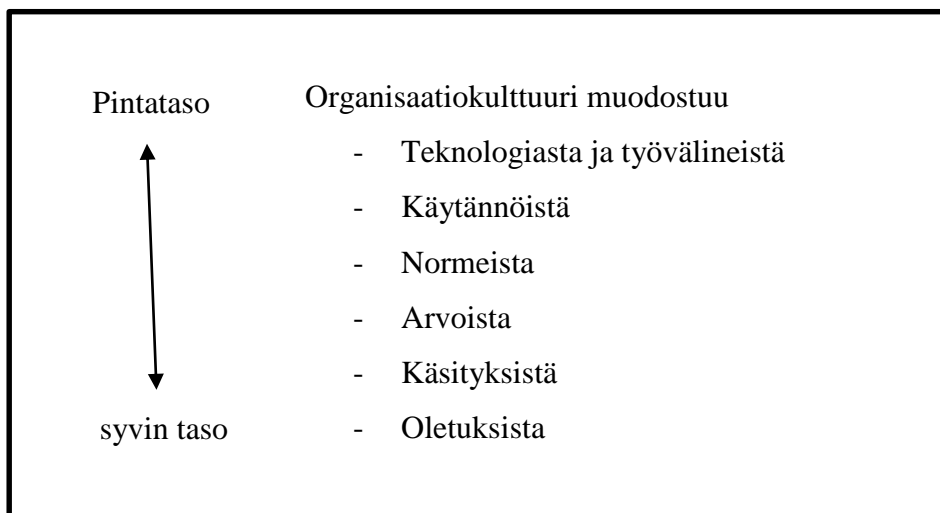 Pintataso
Organisaatiokulttuuri muodostuu
- Teknologiasta ja työvälineistä
- Käytännöistä
- Normeista
- Arvoista
- Käsityksistä
syvin taso
- Oletuksista